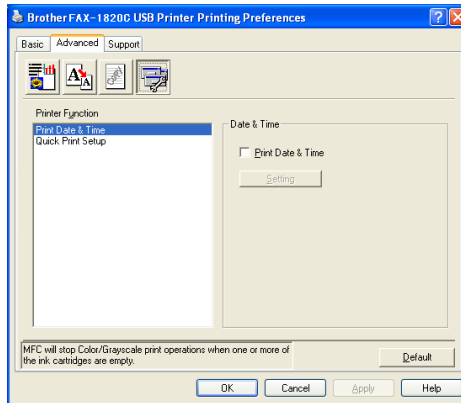 Brother FAX-1820C USB Printer Printing Preferences
Basic Advanced Support
Printer Function
Print Date & Time
Quick Print Setup
Date & Time
Print Date & Time
Setting
MFC will stop Color/Grayscale print operations when one or more of
the ink cartridges are empty.
Default
OK Cancel Apply Help